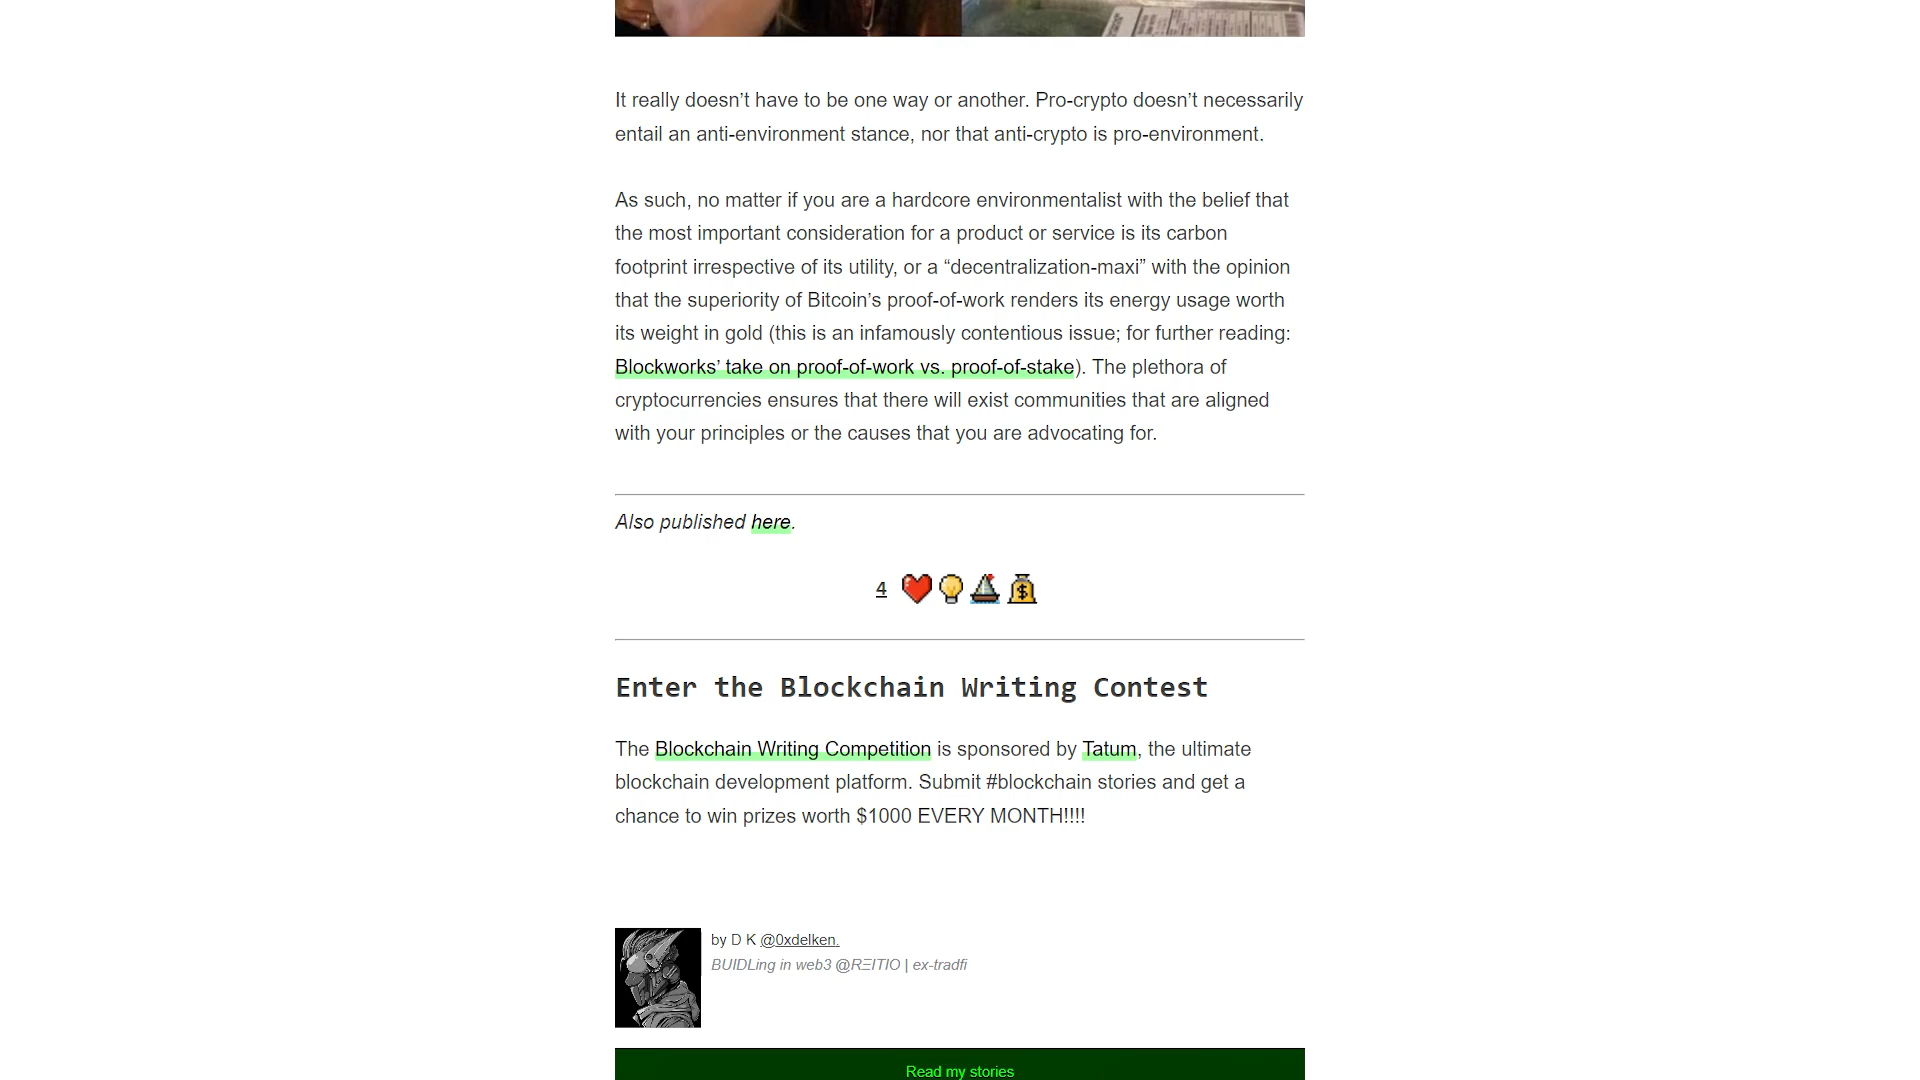 It really doesn’t have to be one way or another. Pro-crypto doesn’t necessarily
entail an anti-environment stance, nor that anti-crypto is pro-environment.
As such, no matter if you are a hardcore environmentalist with the belief that
the most important consideration for a product or service is its carbon
footprint irrespective of its utility, or a “decentralization-maxi” with the opinion
that the superiority of Bitcoin’s proof-of-work renders its energy usage worth
its weight in gold (this is an infamously contentious issue; for further reading:
Blockworks’ take on proof-of-work vs. proof-of-stake). The plethora of
cryptocurrencies ensures that there will exist communities that are aligned
with your principles or the causes that you are advocating for.
Also published here.
4
Enter the Blockchain Writing Contest
The Blockchain Writing Competition is sponsored by Tatum, the ultimate
blockchain development platform. Submit #blockchain stories and get a
chance to win prizes worth $1000 EVERY MONTH!!!!
by D K @0xdelken.
BUIDLing in web3 @RΞITIO | ex-tradfi
Read my stories